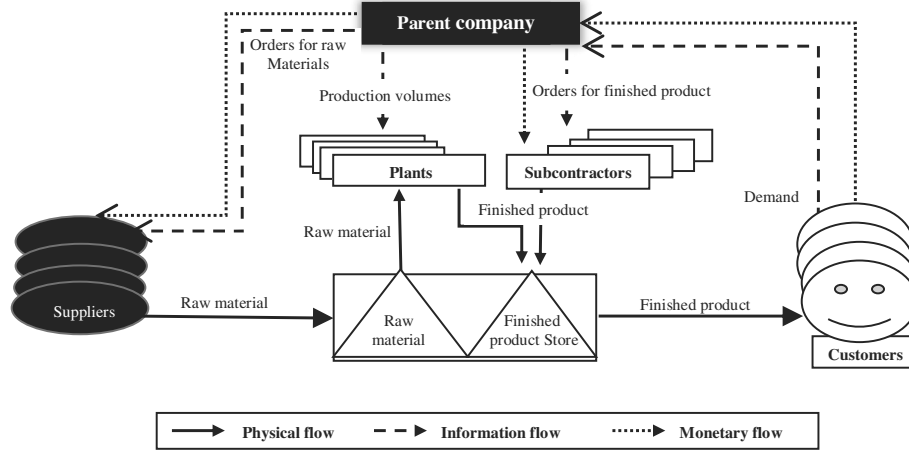 Parent company
Orders for raw
Materials
Production volumes
Orders for finished product
Plants
Subcontractors
Demand
Finished product
Raw material
Suppliers
Raw material
Raw
material
Finished
product Store
Finished product
Customers
Physical flow
Information flow
Monetary flow